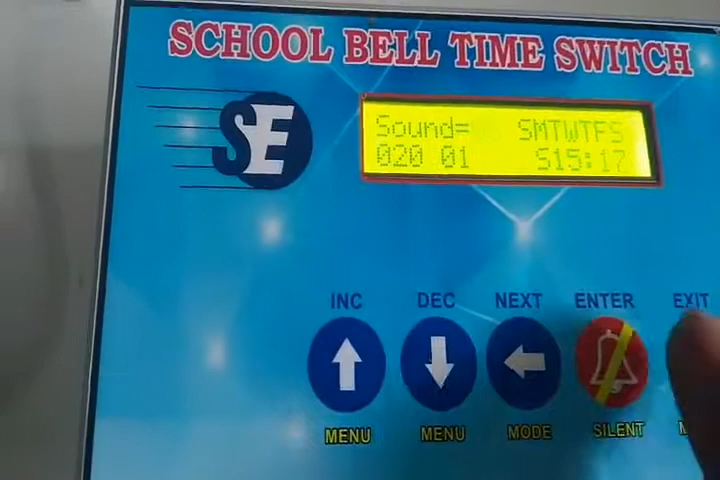 SCHOOL BELL TIME SWITCH
SE
Sound= SMTWTFS
020 01 S15:17
INC DEC NEXT ENTER EXIT
MENU MENU MODE SILENT